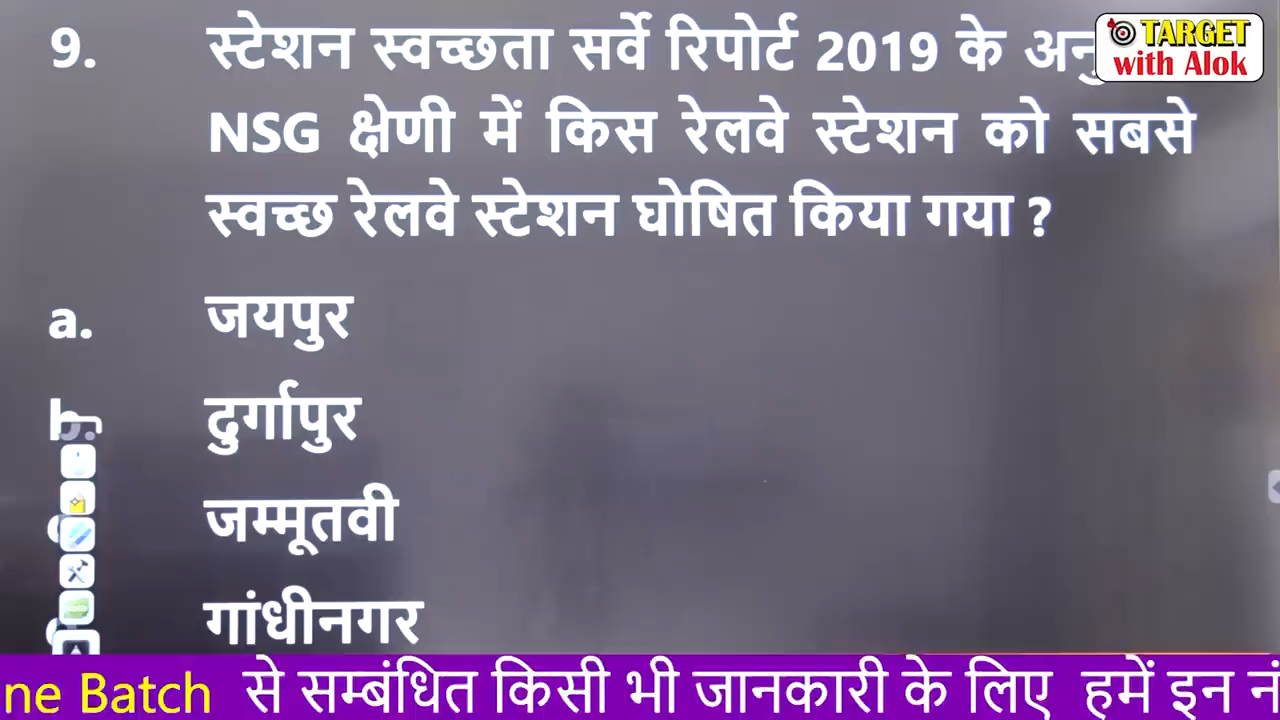 9. स्टेशन स्वच्छता सर्वे रिपोर्ट 2019 के
TARGET
with Alok
NSG क्षेणी में किस रेलवे स्टेशन को सबसे
स्वच्छ रेलवे स्टेशन घोषित किया गया ?
a. जयपुर
दुर्गापुर
जम्मूतवी
गांधीनगर
ne Batch से सम्बंधित किसी भी जानकारी के लिए हमें इन